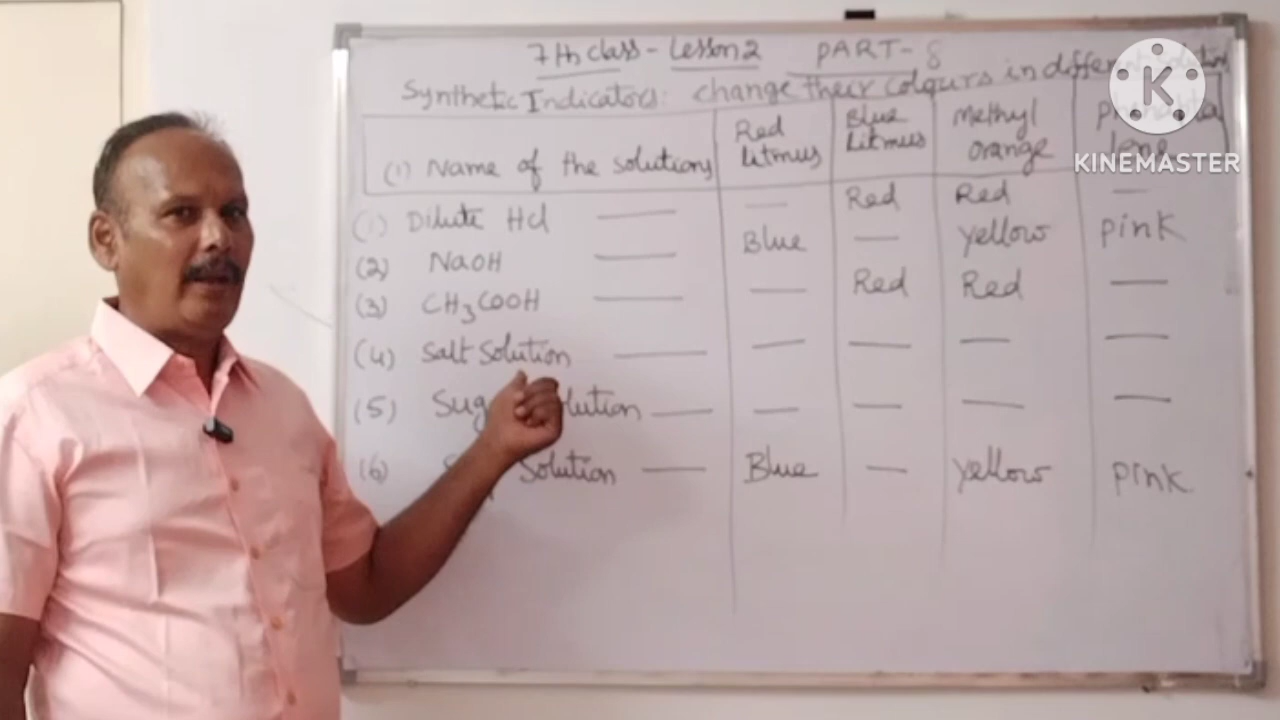 7th class - Lesson 2 PART - 8
Synthetic Indicators: change their colours in different
(1) Name of the solutions Red Litmus Blue Litmus Methyl orange
(1) Dilute Hcl — — Red Red —
(2) NaOH — Blue — yellow pink
(3) CH3COOH — — Red Red —
(4) Salt Solution — — — — —
(5) — — — — —
(6) Solution — Blue — yellow pink
K
KINEMASTER